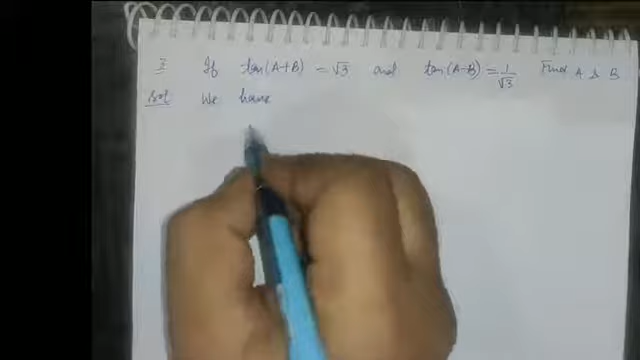 I If tan(A+B) = √3 and tan(A-B) = 1/√3 Find A & B
Sol We have